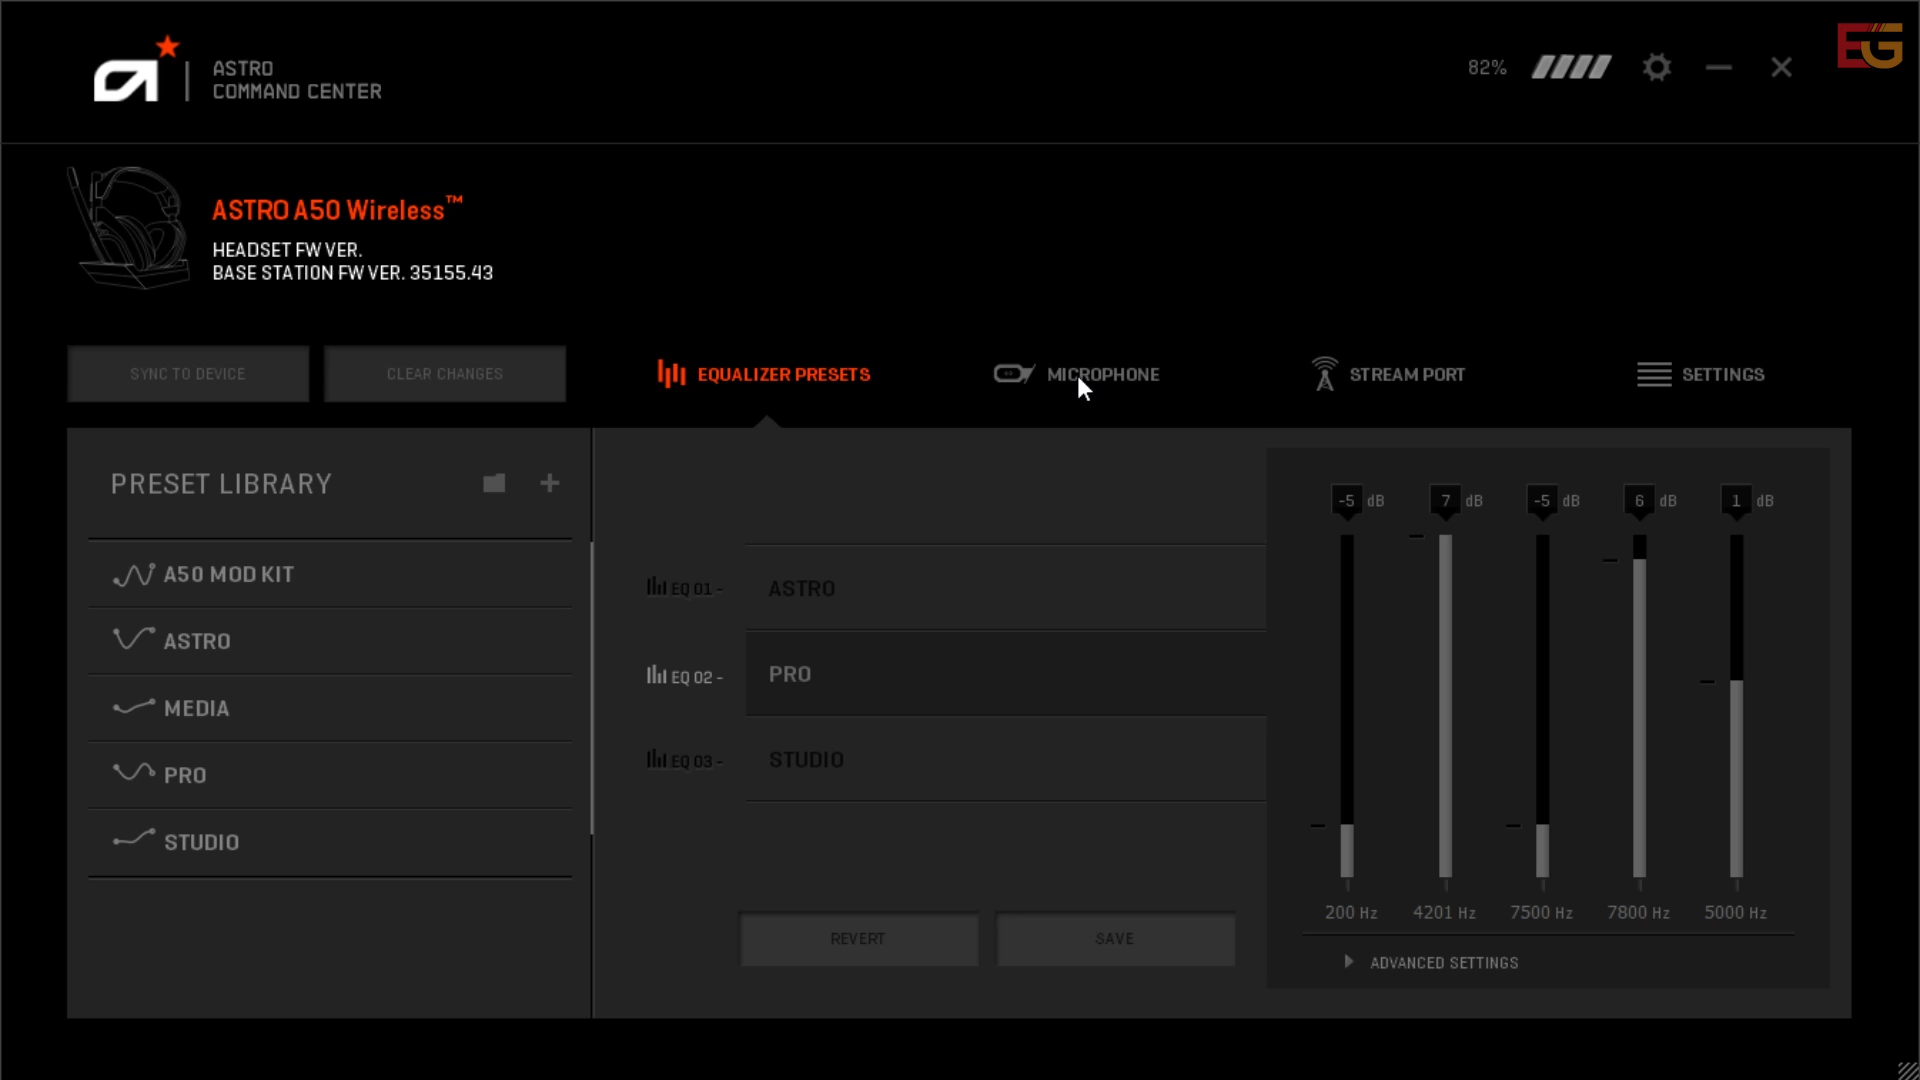 ASTRO
COMMAND CENTER
82%
EG
ASTRO A50 Wireless™
HEADSET FW VER.
BASE STATION FW VER. 35155.43
SYNC TO DEVICE
CLEAR CHANGES
EQUALIZER PRESETS
MICROPHONE
STREAM PORT
SETTINGS
PRESET LIBRARY
A50 MOD KIT
ASTRO
MEDIA
PRO
STUDIO
EQ 01 - ASTRO
EQ 02 - PRO
EQ 03 - STUDIO
REVERT
SAVE
-5 dB 7 dB -5 dB 6 dB 1 dB
200 Hz 4201 Hz 7500 Hz 7800 Hz 5000 Hz
ADVANCED SETTINGS